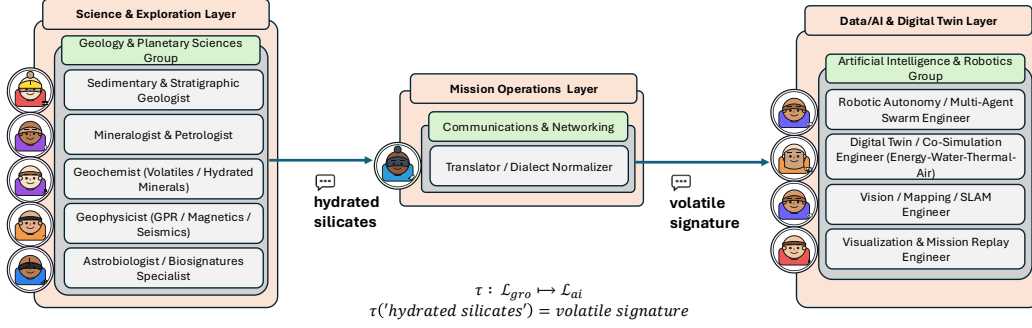 Science & Exploration Layer
Geology & Planetary Sciences
Group
Sedimentary & Stratigraphic
Geologist
Mineralogist & Petrologist
Geochemist (Volatiles / Hydrated
Minerals)
Geophysicist (GPR / Magnetics /
Seismics)
Astrobiologist / Biosignatures
Specialist
hydrated
silicates
Mission Operations Layer
Communications & Networking
Translator / Dialect Normalizer
volatile
signature
Data/AI & Digital Twin Layer
Artificial Intelligence & Robotics
Group
Robotic Autonomy / Multi-Agent
Swarm Engineer
Digital Twin / Co-Simulation
Engineer (Energy-Water-Thermal-
Air)
Vision / Mapping / SLAM
Engineer
Visualization & Mission Replay
Engineer
τ : ℒgro ↦ ℒai
τ('hydrated silicates') = volatile signature